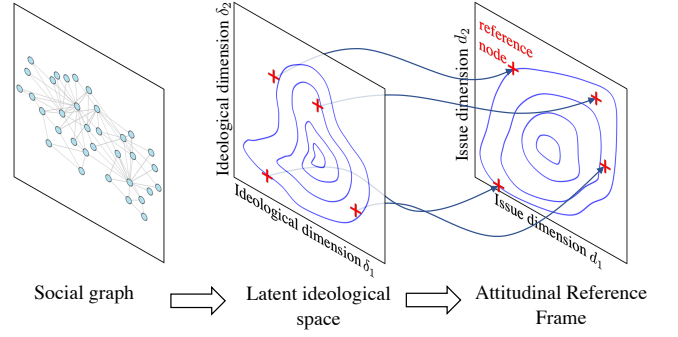 Ideological dimension δ2
Ideological dimension δ1
reference
node
Issue dimension d2
Issue dimension d1
Social graph
Latent ideological
space
Attitudinal Reference
Frame